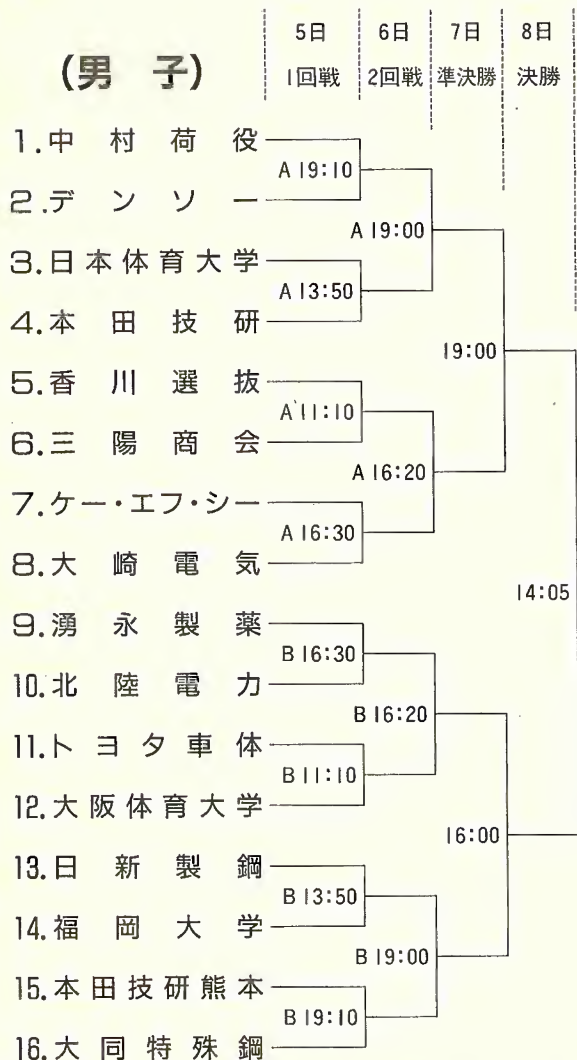 (男 子)
5日 6日 7日 8日
1回戦 2回戦 準決勝 決勝
1.中村荷役
A 19:10
2.デンソー
A 19:00
3.日本体育大学
A 13:50
4.本田技研
19:00
5.香川選抜
A 11:10
6.三陽商会
A 16:20
7.ケー・エフ・シー
A 16:30
8.大崎電気
14:05
9.湧永製薬
B 16:30
10.北陸電力
B 16:20
11.トヨタ車体
B 11:10
12.大阪体育大学
16:00
13.日新製鋼
B 13:50
14.福岡大学
B 19:00
15.本田技研熊本
B 19:10
16.大同特殊鋼